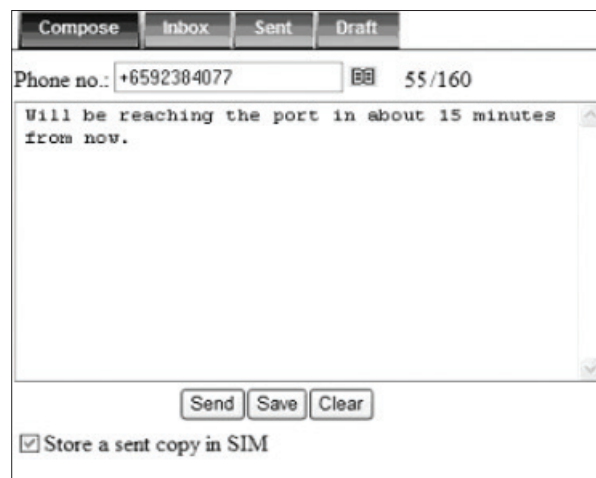 Compose Inbox Sent Draft
Phone no.: +6592384077 55/160
Will be reaching the port in about 15 minutes
from now.
Send Save Clear
Store a sent copy in SIM